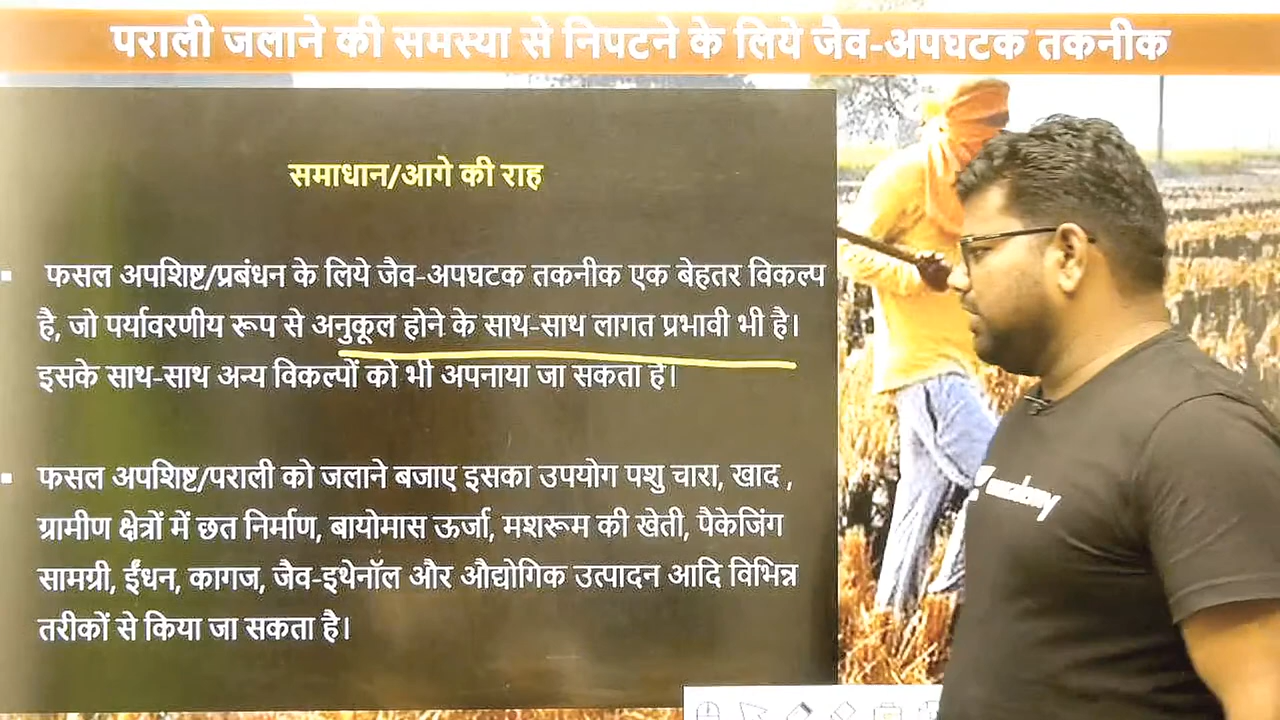 पराली जलाने की समस्या से निपटने के लिये जैव-अपघटक तकनीक
समाधान/आगे की राह
▪ फसल अपशिष्ट/प्रबंधन के लिये जैव-अपघटक तकनीक एक बेहतर विकल्प
है, जो पर्यावरणीय रूप से अनुकूल होने के साथ-साथ लागत प्रभावी भी है।
इसके साथ-साथ अन्य विकल्पों को भी अपनाया जा सकता है।
▪ फसल अपशिष्ट/पराली को जलाने बजाए इसका उपयोग पशु चारा, खाद ,
ग्रामीण क्षेत्रों में छत निर्माण, बायोमास ऊर्जा, मशरूम की खेती, पैकेजिंग
सामग्री, ईंधन, कागज, जैव-इथेनॉल और औद्योगिक उत्पादन आदि विभिन्न
तरीकों से किया जा सकता है।